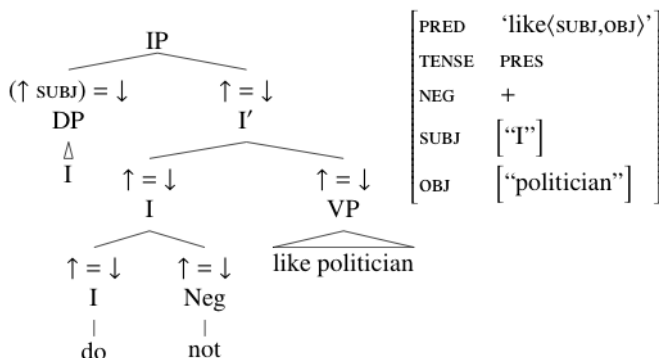 IP
(↑ SUBJ) = ↓ ↑ = ↓
DP I′
I ↑ = ↓ ↑ = ↓
I VP
↑ = ↓ ↑ = ↓ like politician
I Neg
do not
PRED ‘like⟨SUBJ,OBJ⟩’
TENSE PRES
NEG +
SUBJ [“I”]
OBJ [“politician”]